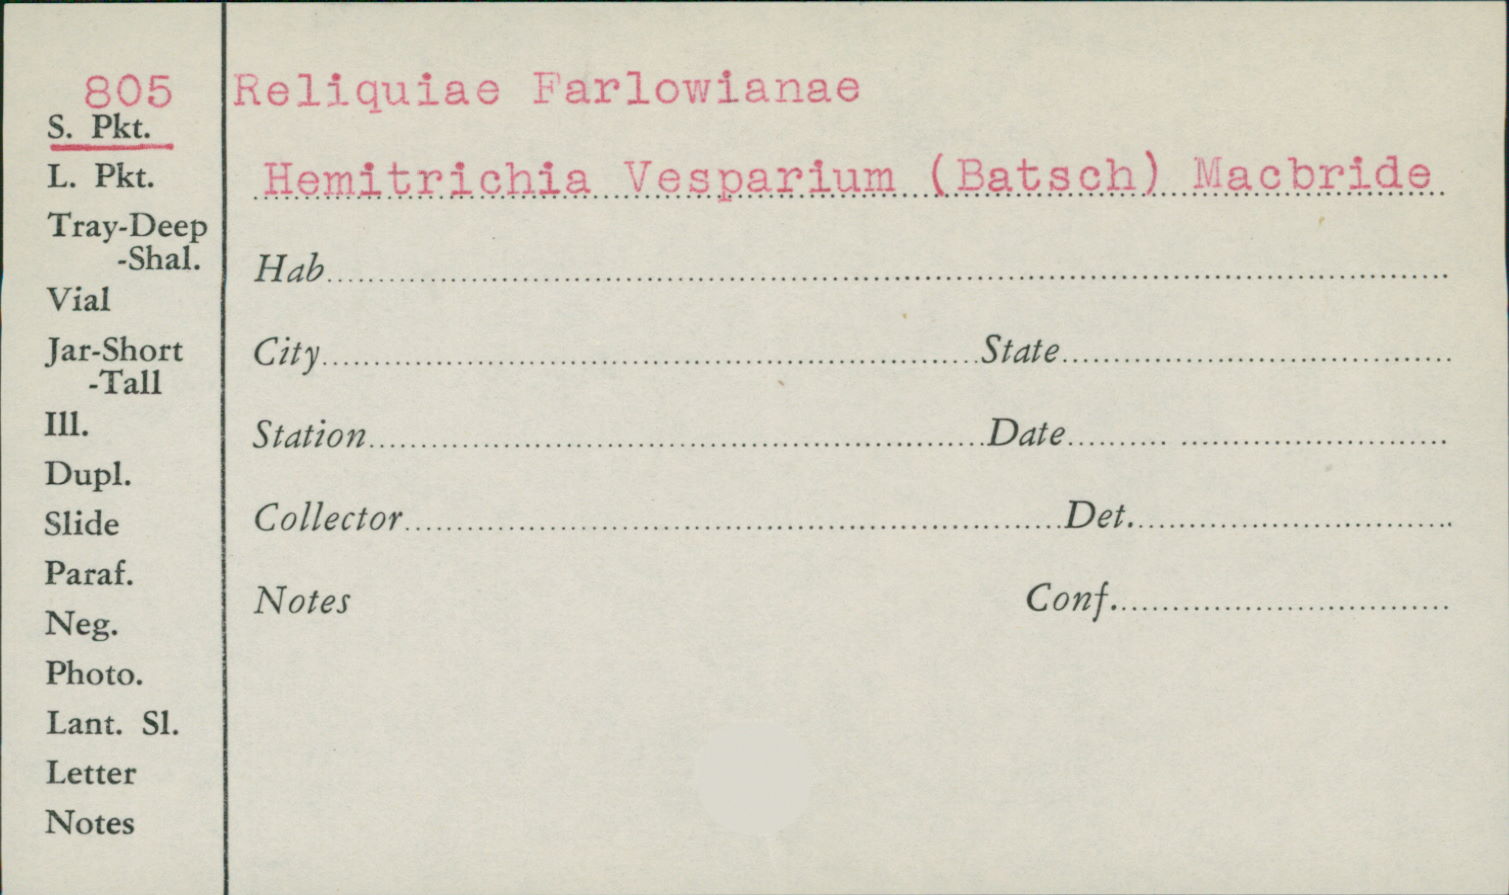 805
S. Pkt.
L. Pkt.
Tray-Deep
-Shal.
Vial
Jar-Short
-Tall
Ill.
Dupl.
Slide
Paraf.
Neg.
Photo.
Lant. Sl.
Letter
Notes
Reliquiae Farlowianae
Hemitrichia Vesparium (Batsch) Macbride
Hab
City State
Station Date
Collector Det.
Notes Conf.